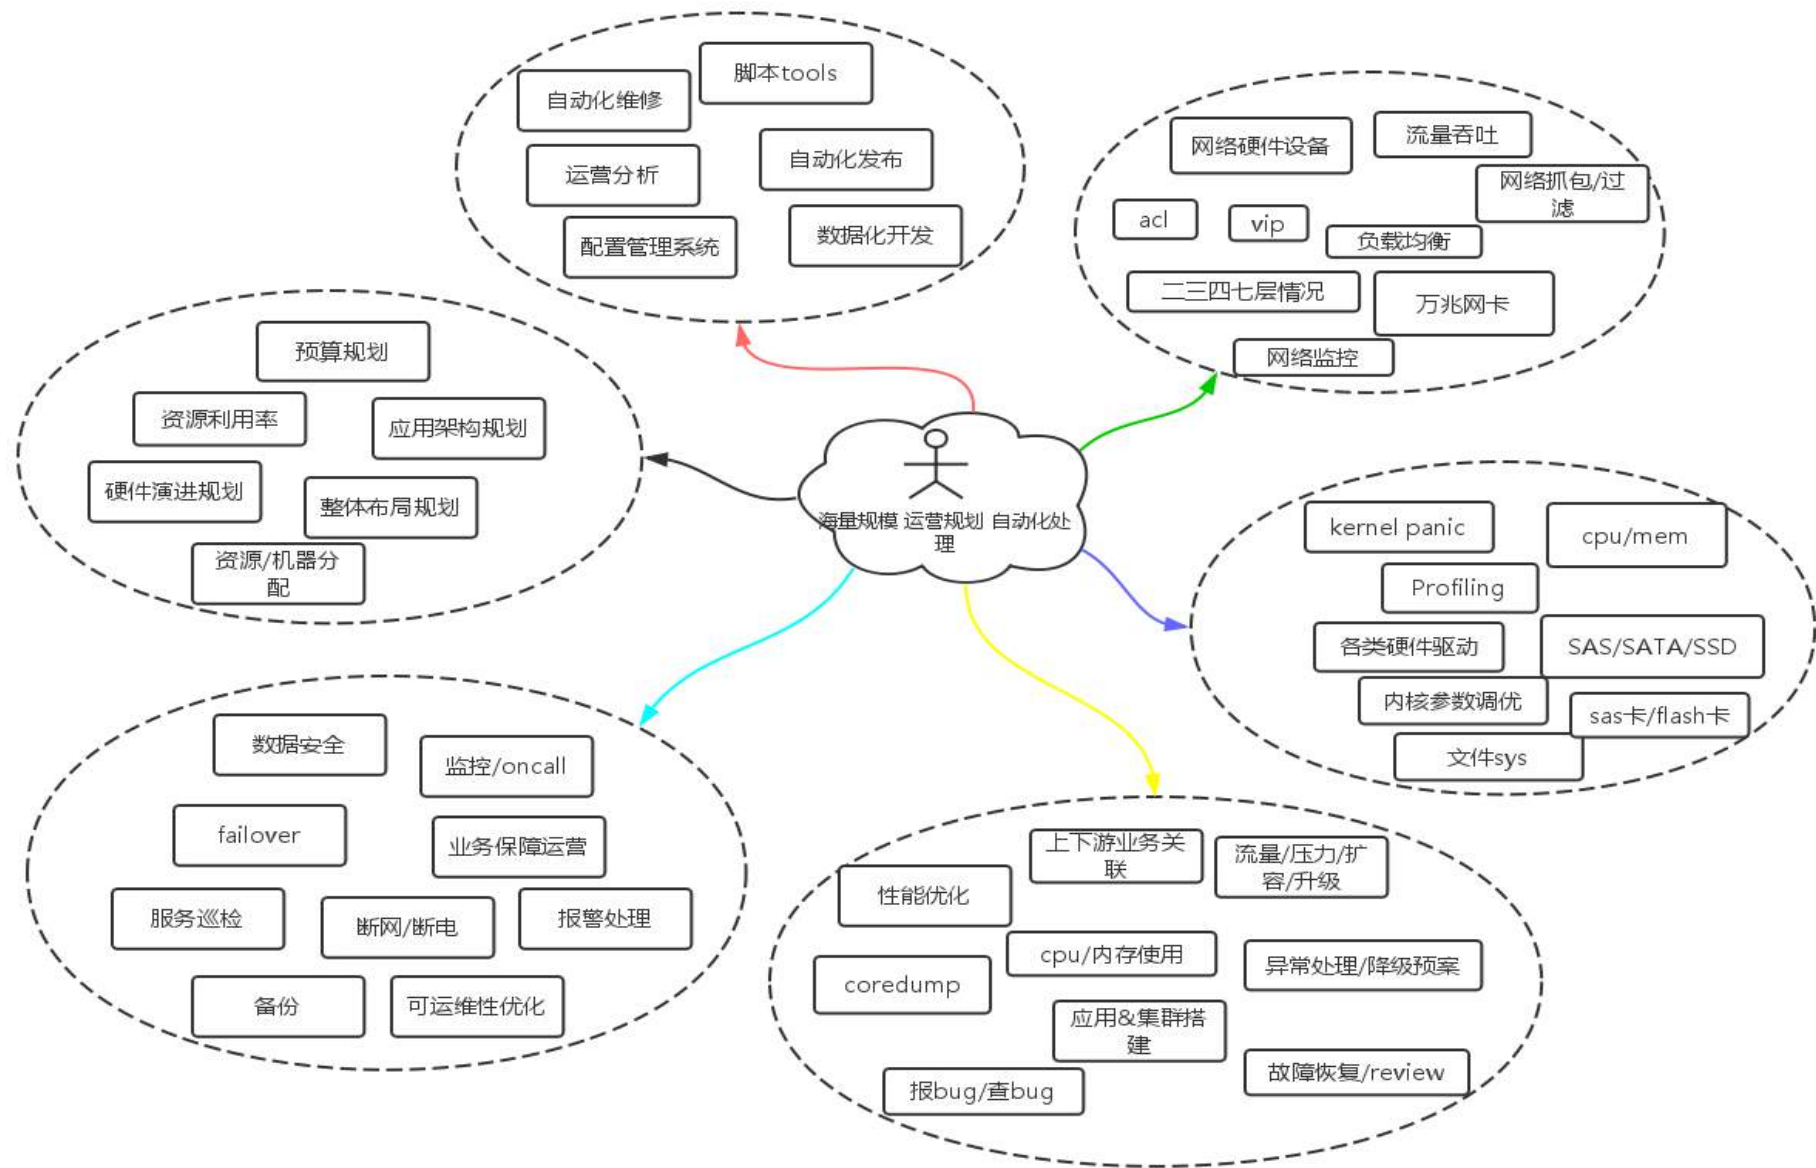 脚本tools
自动化维修
自动化发布
运营分析
数据化开发
配置管理系统
网络硬件设备
流量吞吐
网络抓包/过
滤
acl
vip
负载均衡
二三四七层情况
万兆网卡
网络监控
预算规划
资源利用率
应用架构规划
硬件演进规划
整体布局规划
资源/机器分
配
海量规模 运营规划 自动化处
理
kernel panic
cpu/mem
Profiling
各类硬件驱动
SAS/SATA/SSD
内核参数调优
sas卡/flash卡
文件sys
数据安全
监控/oncall
failover
业务保障运营
服务巡检
断网/断电
报警处理
备份
可运维性优化
上下游业务关
联
流量/压力/扩
容/升级
性能优化
cpu/内存使用
异常处理/降级预案
coredump
应用&集群搭
建
故障恢复/review
报bug/查bug